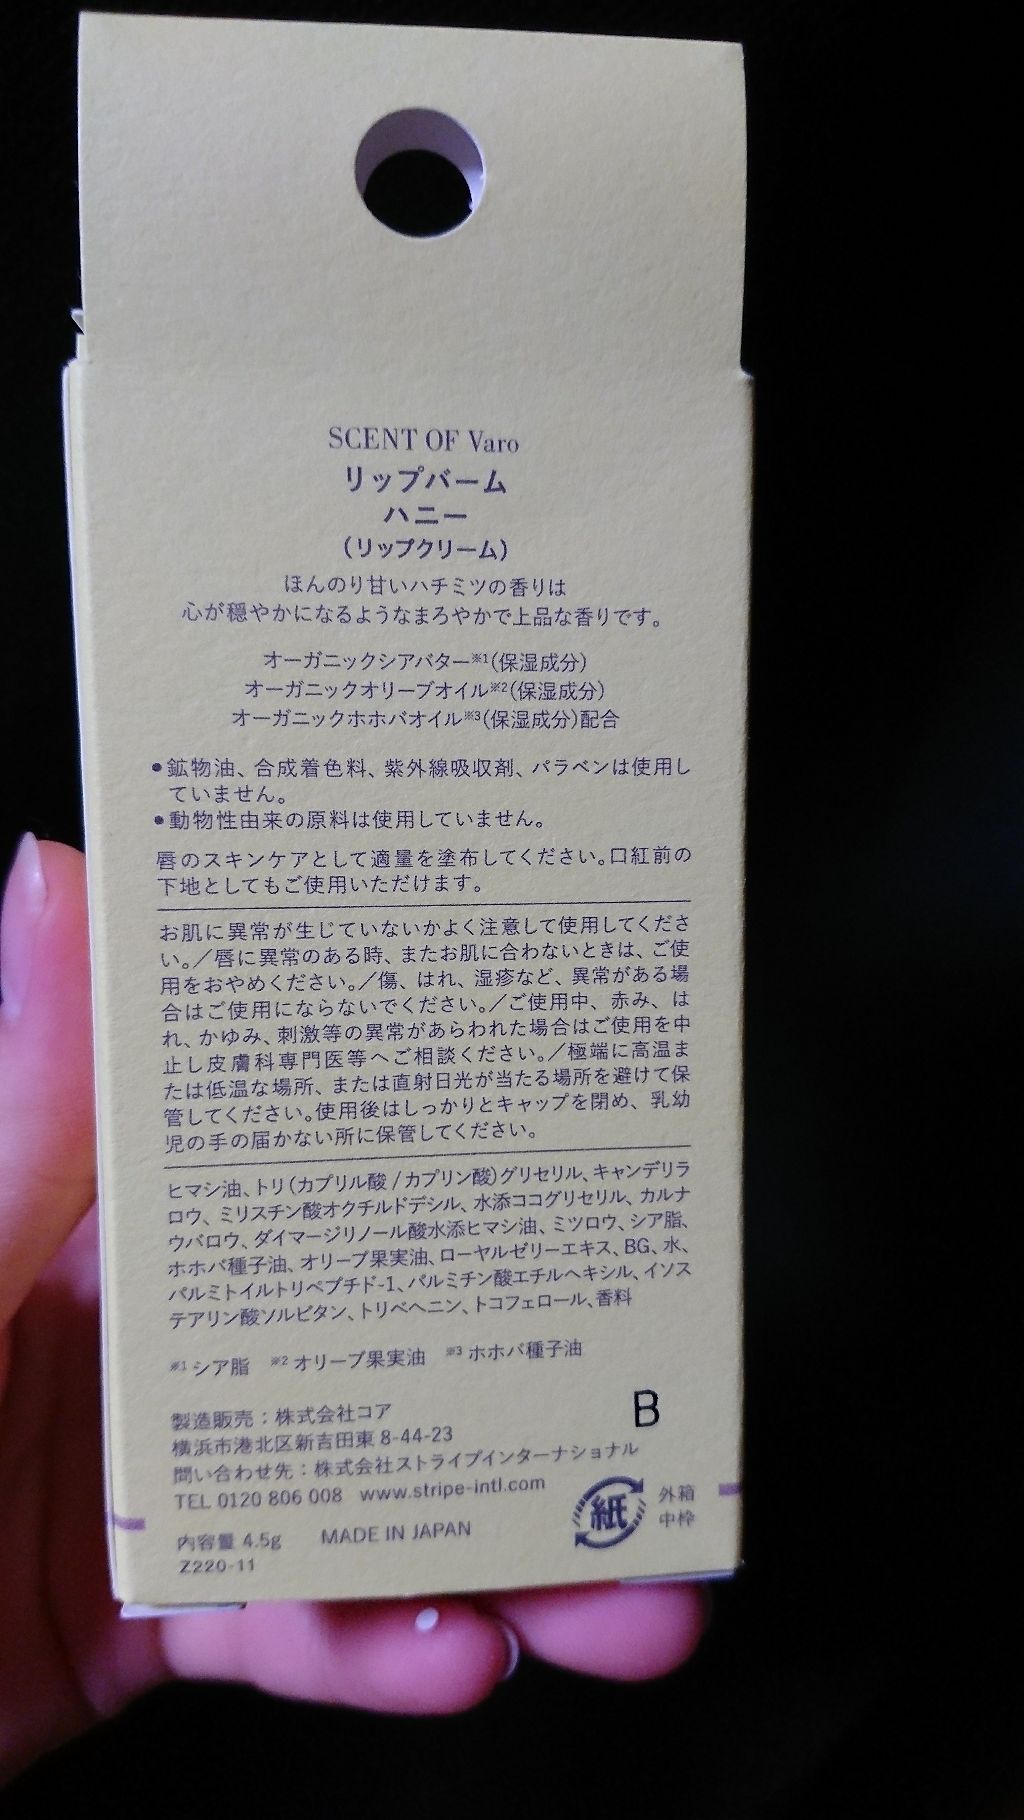 SCENT OF Varo
リップバーム
ハニー
(リップクリーム)
ほんのり甘いハチミツの香りは
心が穏やかになるようなまろやかで上品な香りです。
オーガニックシアバター※1(保湿成分)
オーガニックオリーブオイル※2(保湿成分)
オーガニックホホバオイル※3(保湿成分)配合
●鉱物油、合成着色料、紫外線吸収剤、パラベンは使用し
ていません。
●動物性由来の原料は使用していません。
唇のスキンケアとして適量を塗布してください。口紅前の
下地としてもご使用いただけます。
お肌に異常が生じていないかよく注意して使用してくださ
い。/唇に異常のある時、またお肌に合わないときは、ご使
用をおやめください。/傷、はれ、湿疹など、異常がある場
合はご使用にならないでください。/ご使用中、赤み、は
れ、かゆみ、刺激等の異常があらわれた場合はご使用を中
止し皮膚科専門医等へご相談ください。/極端に高温ま
たは低温な場所、または直射日光が当たる場所を避けて保
管してください。使用後はしっかりとキャップを閉め、乳幼
児の手の届かない所に保管してください。
ヒマシ油、トリ(カプリル酸/カプリン酸)グリセリル、キャンデリラ
ロウ、ミリスチン酸オクチルドデシル、水添ココグリセリル、カルナ
ウバロウ、ダイマージリノール酸水添ヒマシ油、ミツロウ、シア脂、
ホホバ種子油、オリーブ果実油、ローヤルゼリーエキス、BG、水、
パルミトイルトリペプチド-1、パルミチン酸エチルヘキシル、イソス
テアリン酸ソルビタン、トリベヘニン、トコフェロール、香料
※1 シア脂 ※2 オリーブ果実油 ※3 ホホバ種子油
製造販売:株式会社コア
横浜市港北区新吉田東8-44-23
問い合わせ先:株式会社ストライプインターナショナル
TEL 0120 806 008 www.stripe-intl.com
内容量 4.5g MADE IN JAPAN
Z220-11
B
紙
外箱
中枠